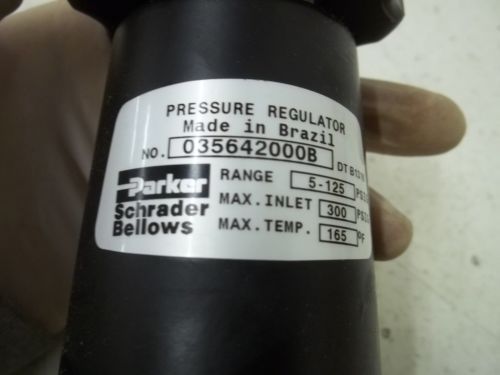 PRESSURE REGULATOR
Made in Brazil
NO. 035642000B
Parker
Schrader
Bellows
RANGE 5-125
MAX. INLET 300
MAX. TEMP. 165 °F